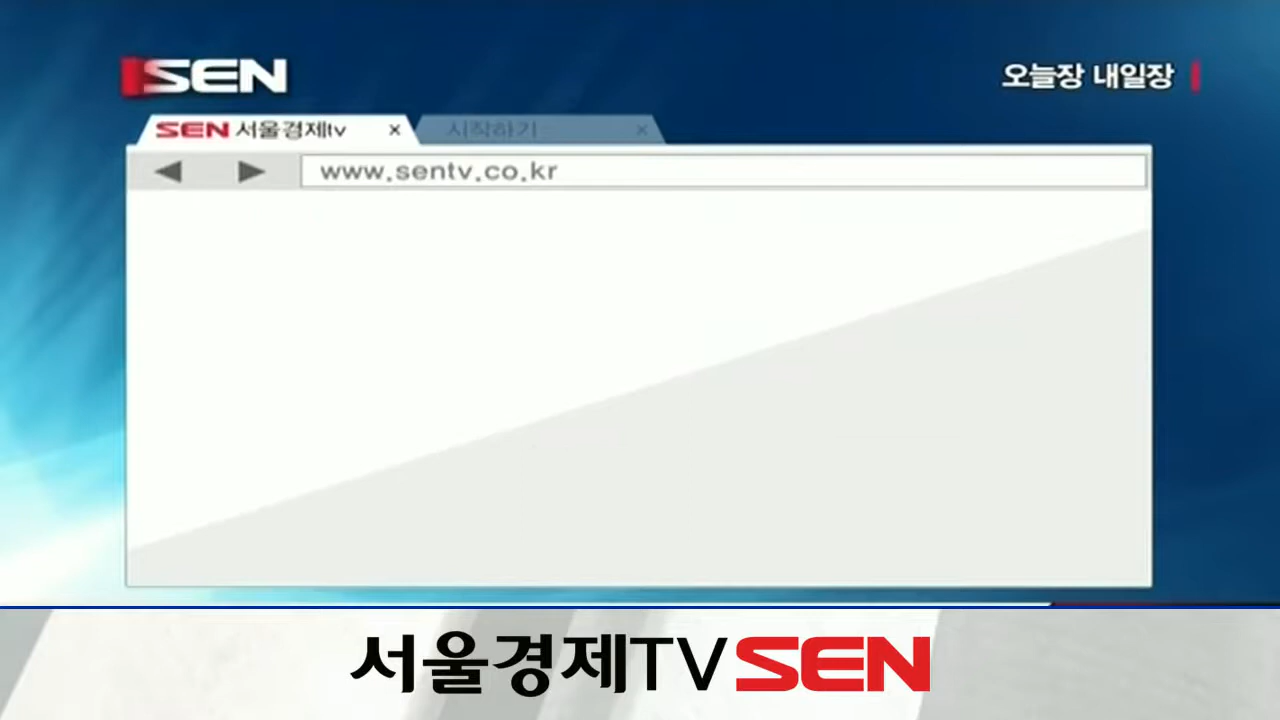 SEN
오늘장 내일장
SEN 서울경제tv ×
시작하기 ×
www.sentv.co.kr
서울경제TV SEN